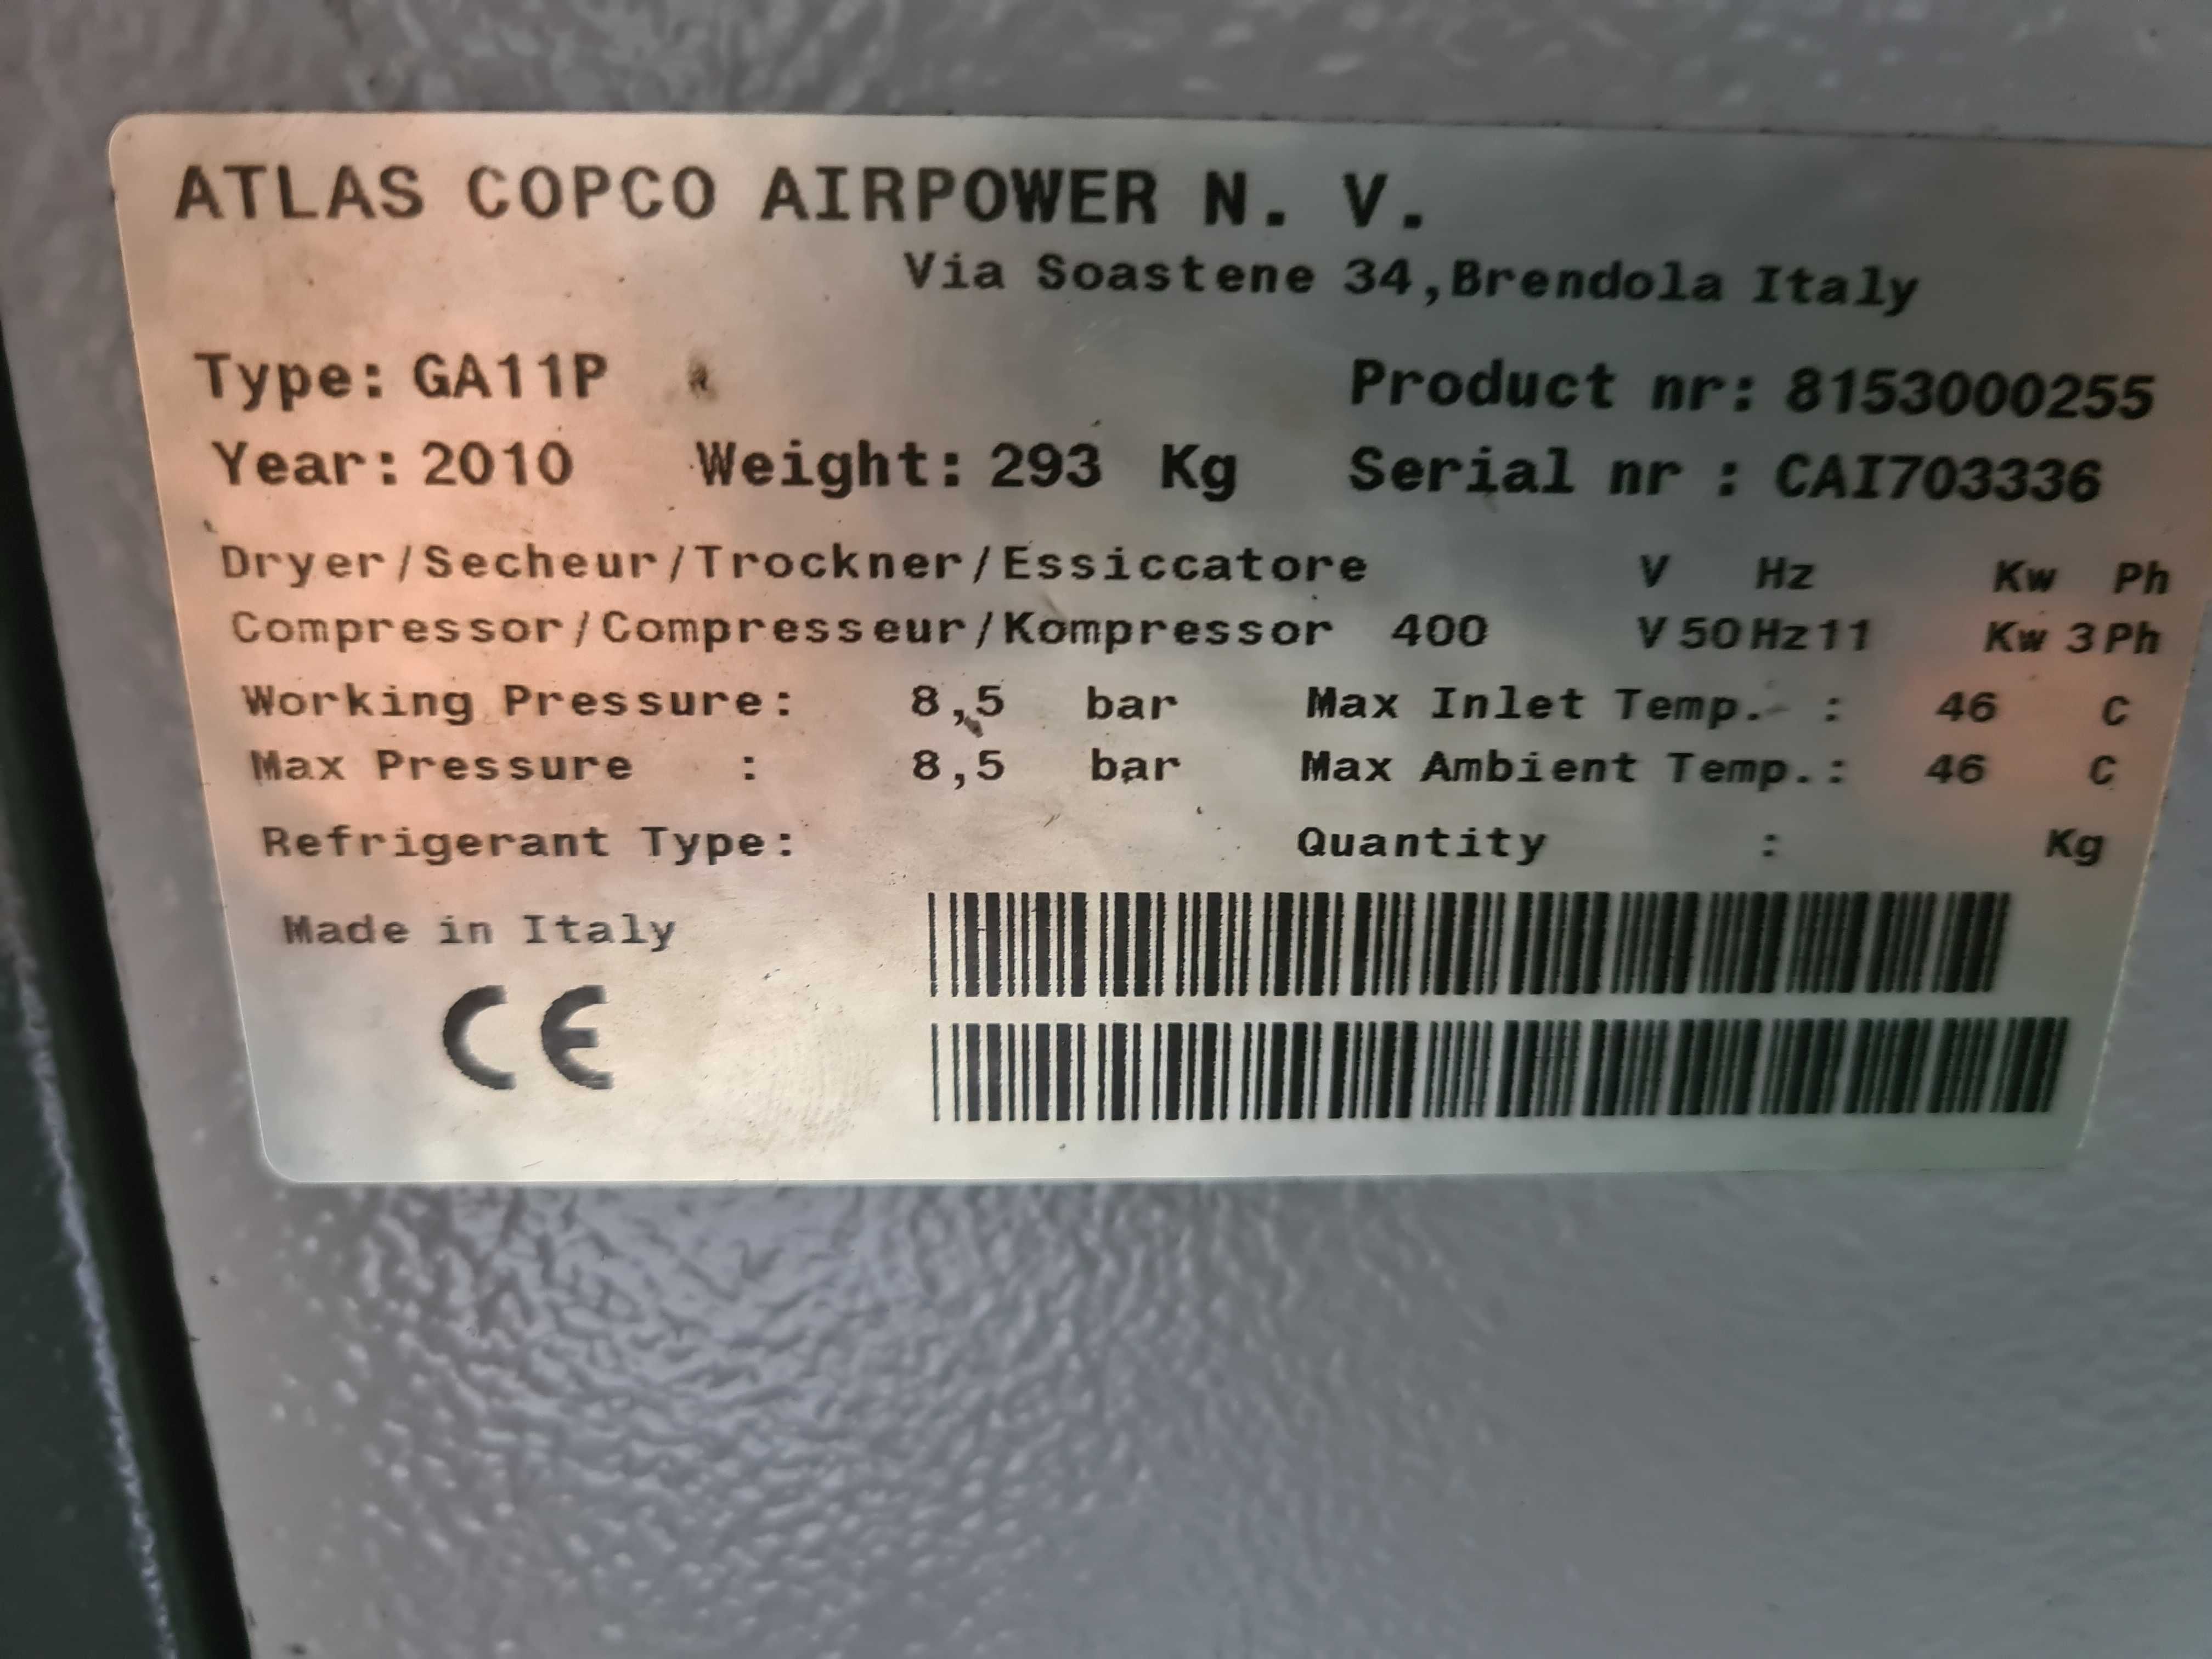 ATLAS COPCO AIRPOWER N. V.
Via Soastene 34,Brendola Italy
Type: GA11P Product nr: 8153000255
Year: 2010 Weight: 293 Kg Serial nr : CAI703336
Dryer/Secheur/Trockner/Essiccatore V Hz Kw Ph
Compressor/Compresseur/Kompressor 400 V 50 Hz 11 Kw 3 Ph
Working Pressure: 8,5 bar Max Inlet Temp. : 46 C
Max Pressure : 8,5 bar Max Ambient Temp.: 46 C
Refrigerant Type: Quantity : Kg
Made in Italy
CE